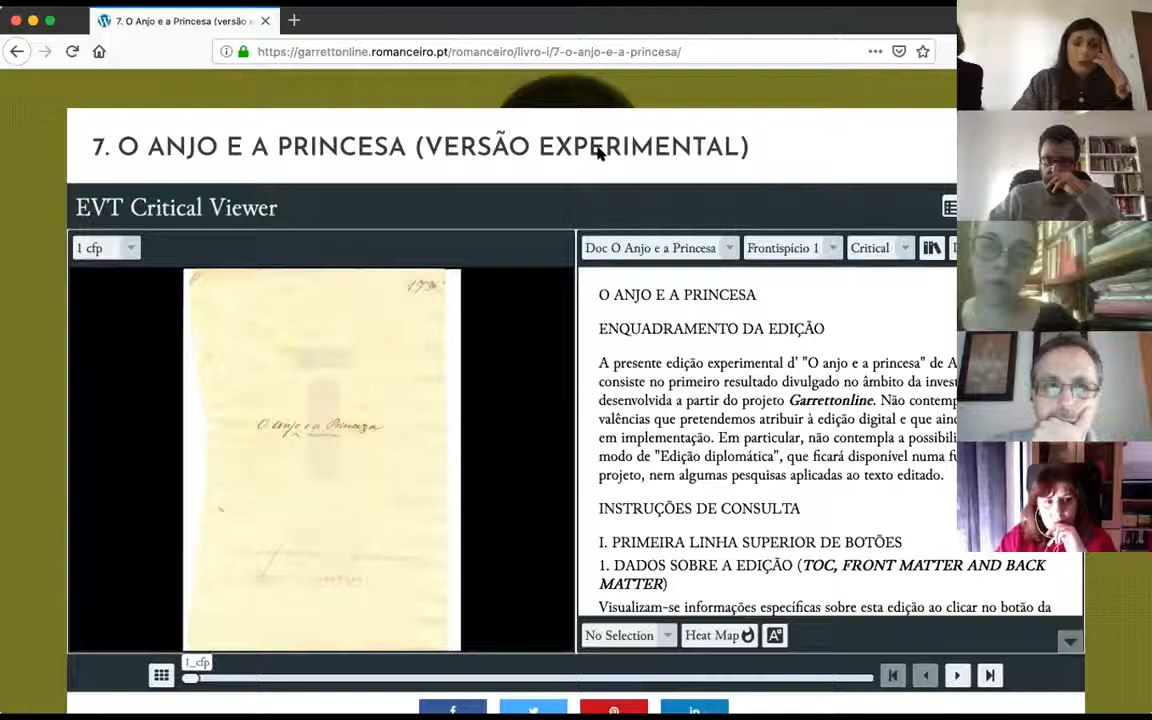 7. O Anjo e a Princesa (versão e
https://garrettonline.romanceiro.pt/romanceiro/livro-i/7-o-anjo-e-a-princesa/
7. O ANJO E A PRINCESA (VERSÃO EXPERIMENTAL)
EVT Critical Viewer
1 cfp
Doc O Anjo e a Princesa
Frontispício 1
Critical
O anjo e a Princeza
O ANJO E A PRINCESA
ENQUADRAMENTO DA EDIÇÃO
A presente edição experimental d' "O anjo e a princesa" de A
consiste no primeiro resultado divulgado no âmbito da inves
desenvolvida a partir do projeto Garrettonline. Não contemp
valências que pretendemos atribuir à edição digital e que ain
em implementação. Em particular, não contempla a possibili
modo de "Edição diplomática", que ficará disponível numa fu
projeto, nem algumas pesquisas aplicadas ao texto editado.
INSTRUÇÕES DE CONSULTA
I. PRIMEIRA LINHA SUPERIOR DE BOTÕES
1. DADOS SOBRE A EDIÇÃO (TOC, FRONT MATTER AND BACK
MATTER)
Visualizam-se informações específicas sobre esta edição ao clicar no botão da
No Selection
Heat Map
1_cfp